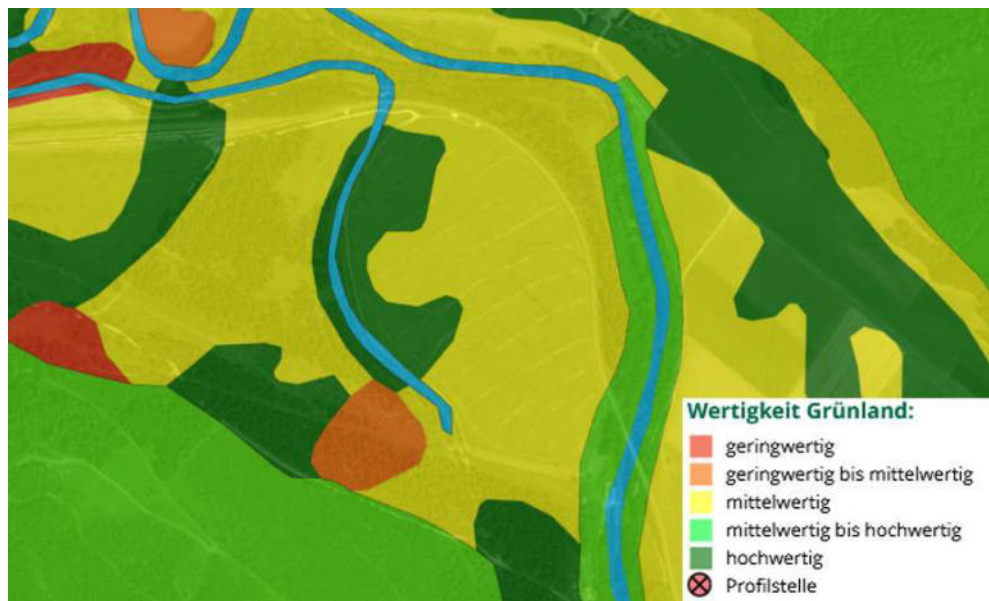 Wertigkeit Grünland:
geringwertig
geringwertig bis mittelwertig
mittelwertig
mittelwertig bis hochwertig
hochwertig
Profilstelle